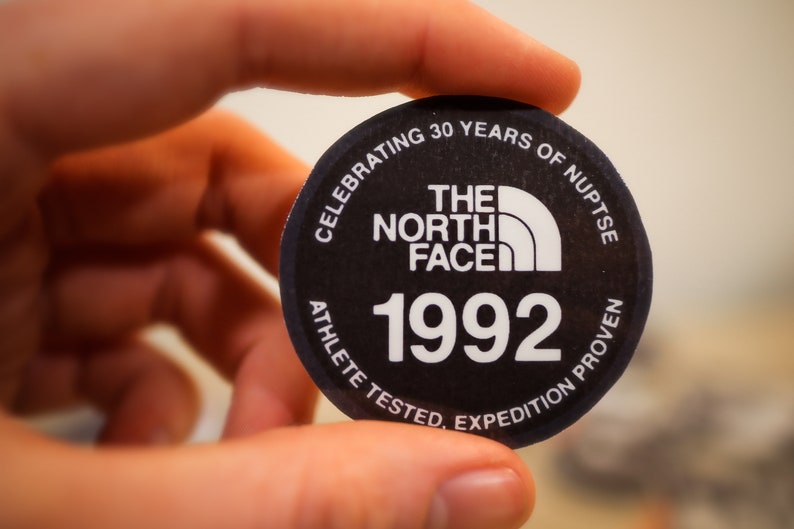 CELEBRATING 30 YEARS OF NUPTSE
THE
NORTH
FACE
1992
ATHLETE TESTED, EXPEDITION PROVEN